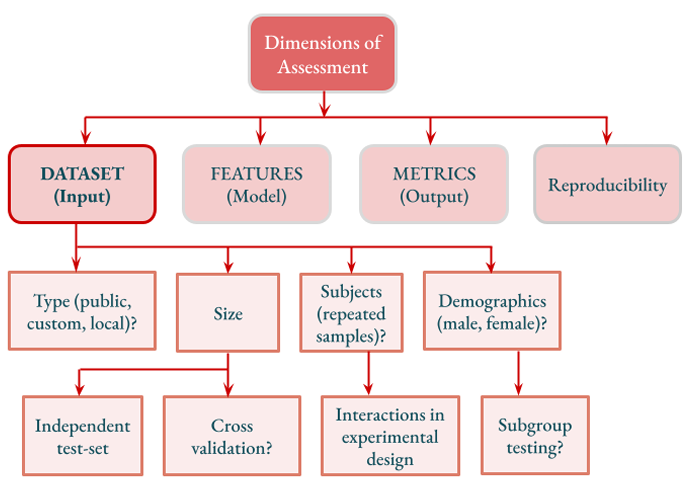 Dimensions of
Assessment
DATASET
(Input)
FEATURES
(Model)
METRICS
(Output)
Reproducibility
Type (public,
custom, local)?
Size
Subjects
(repeated
samples)?
Demographics
(male, female)?
Independent
test-set
Cross
validation?
Interactions in
experimental
design
Subgroup
testing?